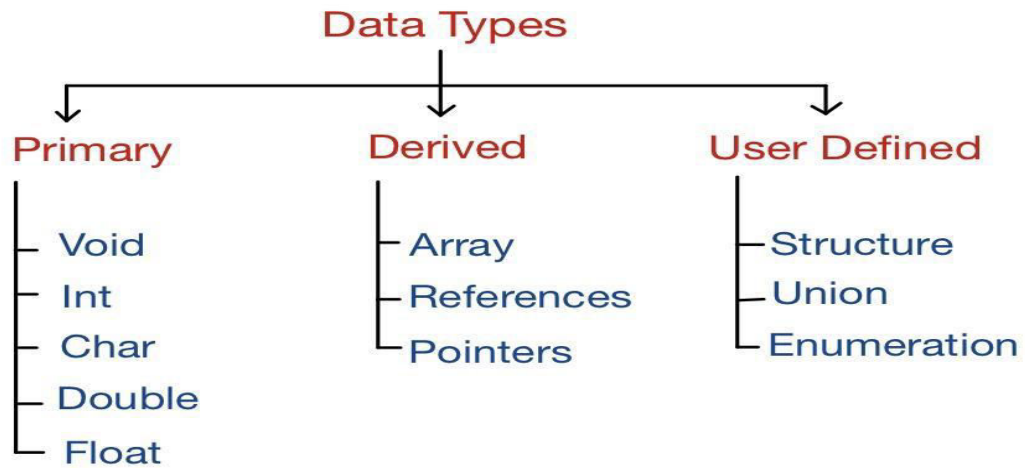 Data Types
Primary
Void
Int
Char
Double
Float
Derived
Array
References
Pointers
User Defined
Structure
Union
Enumeration